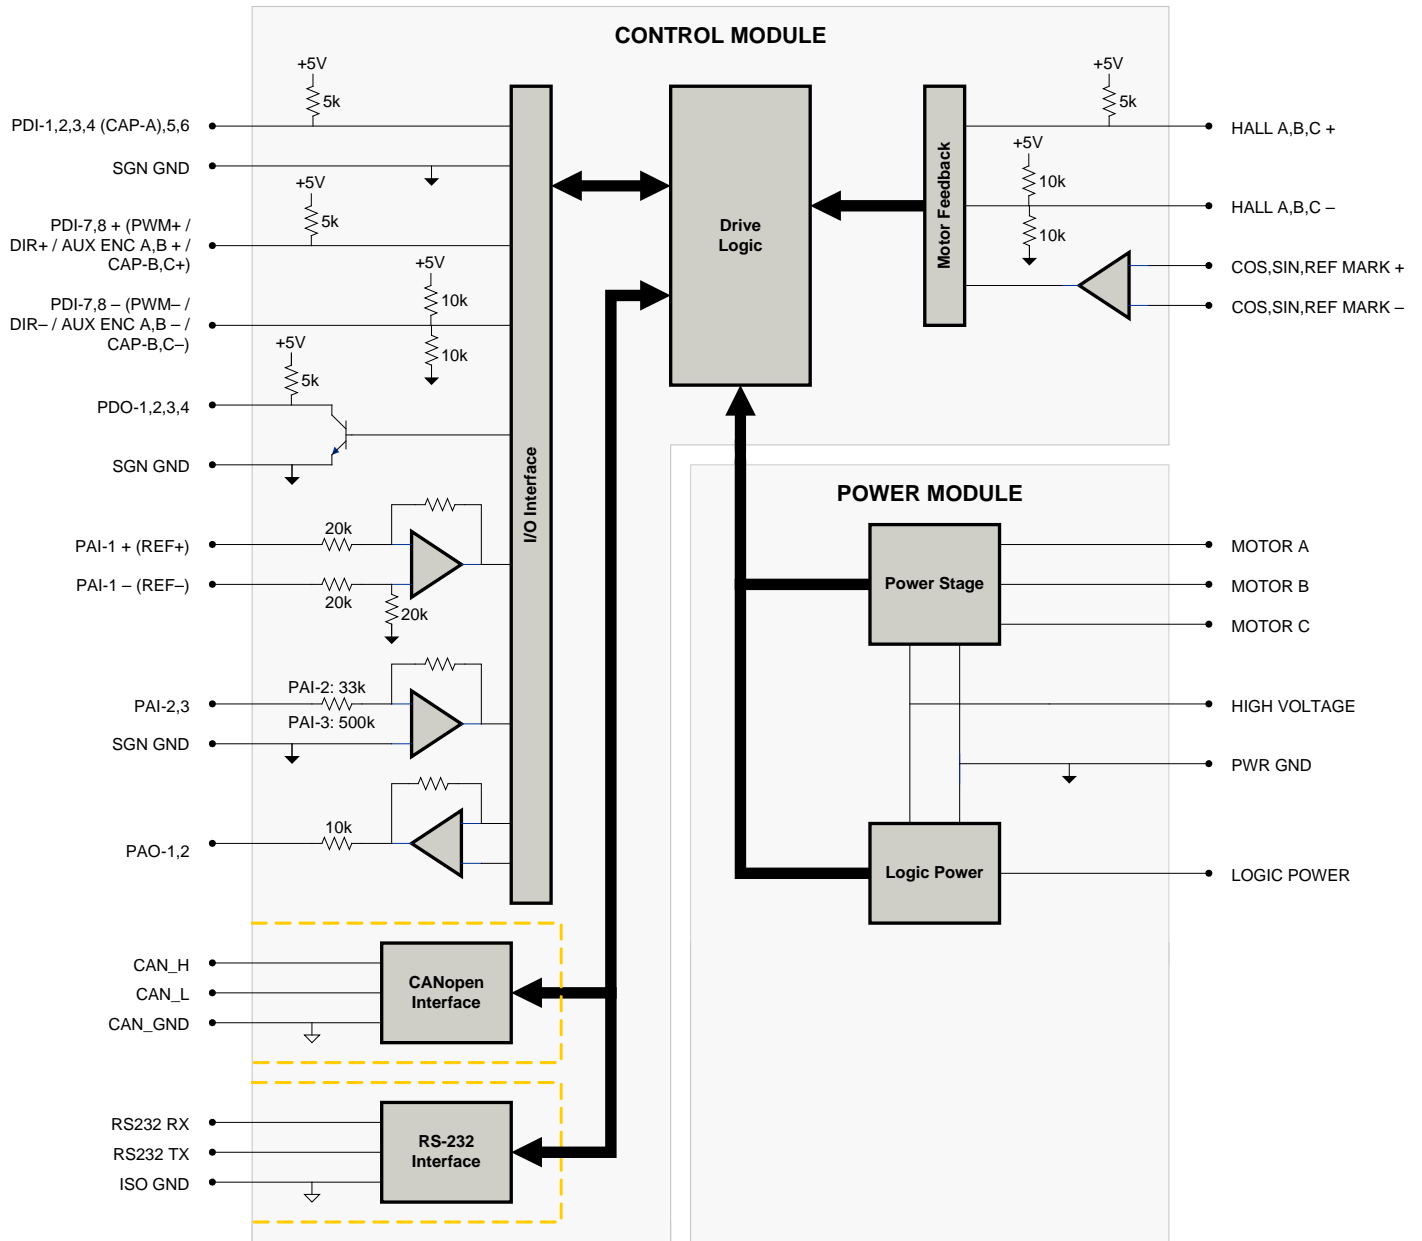 CONTROL MODULE
+5V
5k
PDI-1,2,3,4 (CAP-A),5,6
SGN GND
+5V
5k
PDI-7,8 + (PWM+ /
DIR+ / AUX ENC A,B + /
CAP-B,C+)
+5V
10k
PDI-7,8 – (PWM– /
DIR– / AUX ENC A,B – /
CAP-B,C–)
10k
+5V
5k
PDO-1,2,3,4
SGN GND
20k
PAI-1 + (REF+)
PAI-1 – (REF–)
20k
20k
PAI-2: 33k
PAI-2,3
PAI-3: 500k
SGN GND
10k
PAO-1,2
I/O Interface
Drive
Logic
Motor Feedback
+5V
5k
HALL A,B,C +
+5V
10k
HALL A,B,C –
10k
COS,SIN,REF MARK +
COS,SIN,REF MARK –
POWER MODULE
Power Stage
MOTOR A
MOTOR B
MOTOR C
HIGH VOLTAGE
PWR GND
Logic Power
LOGIC POWER
CAN_H
CAN_L
CAN_GND
CANopen
Interface
RS232 RX
RS232 TX
ISO GND
RS-232
Interface